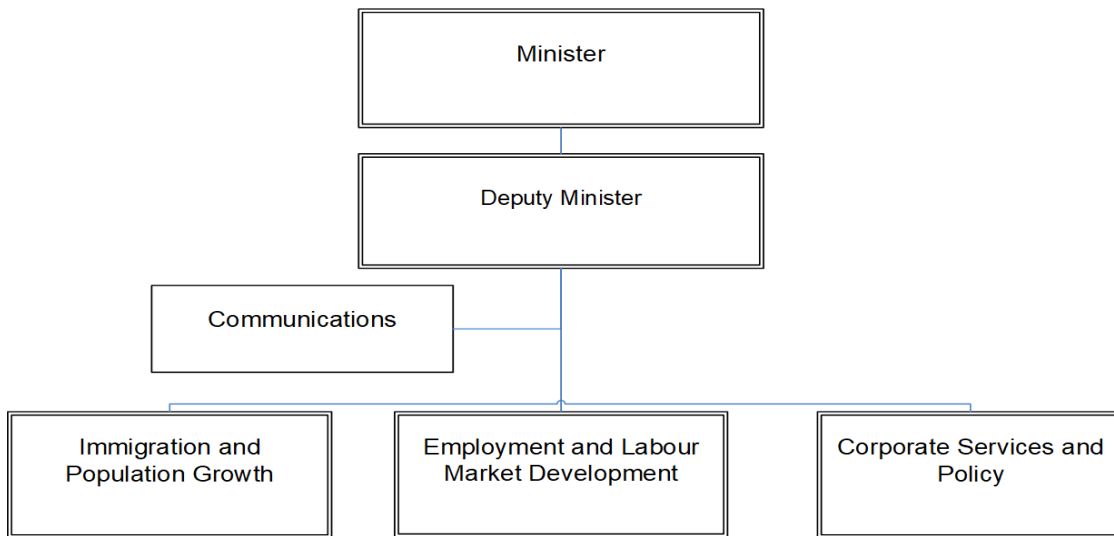 Minister
Deputy Minister
Communications
Immigration and
Population Growth
Employment and Labour
Market Development
Corporate Services and
Policy